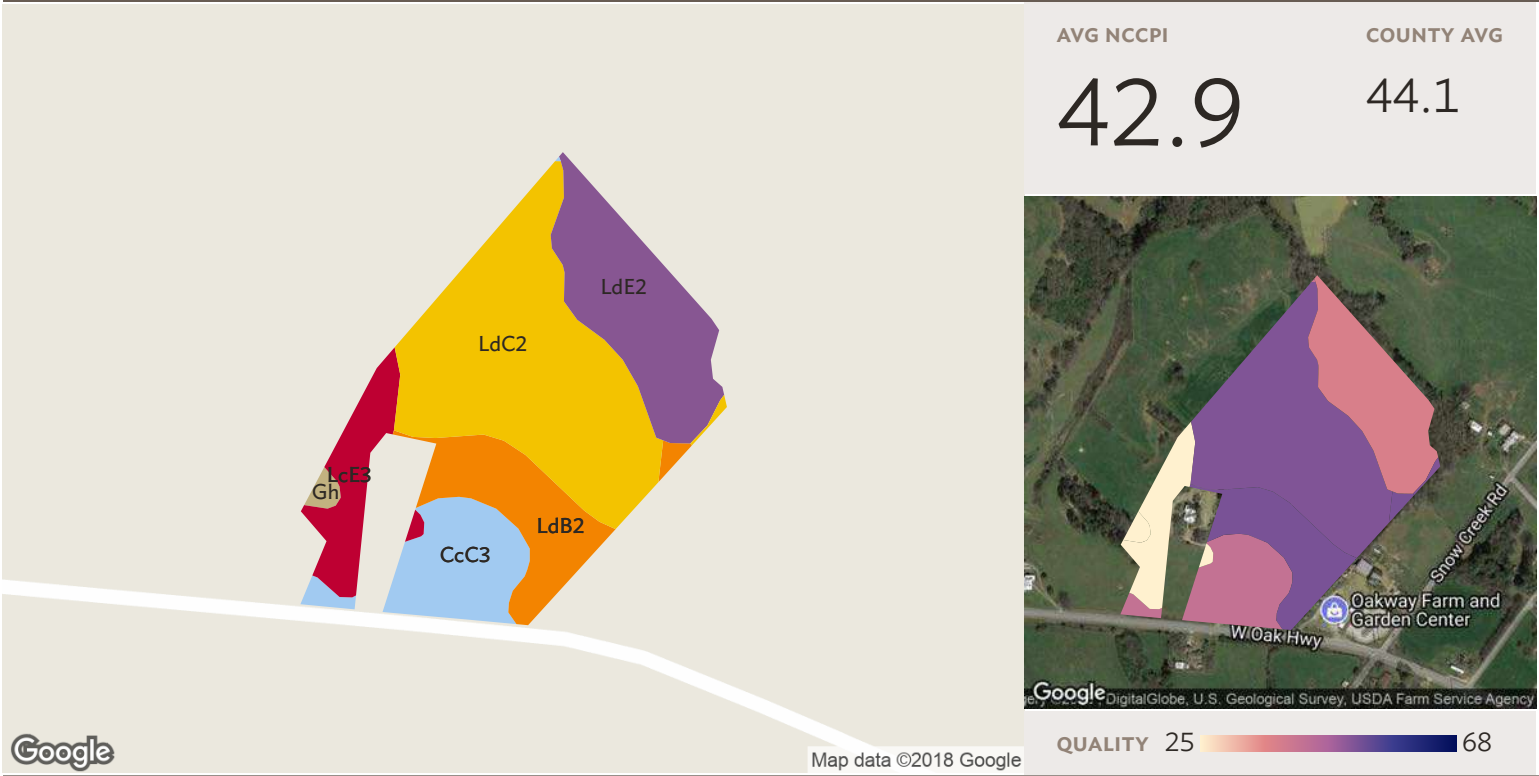 AVG NCCPI
COUNTY AVG
42.9
44.1
LdE2
LdC2
LcE3
Gh
LdB2
CcC3
Google
Map data ©2018 Google
Snow Creek Rd
Oakway Farm and
Garden Center
W Oak Hwy
Google
DigitalGlobe, U.S. Geological Survey, USDA Farm Service Agency
QUALITY 25 68